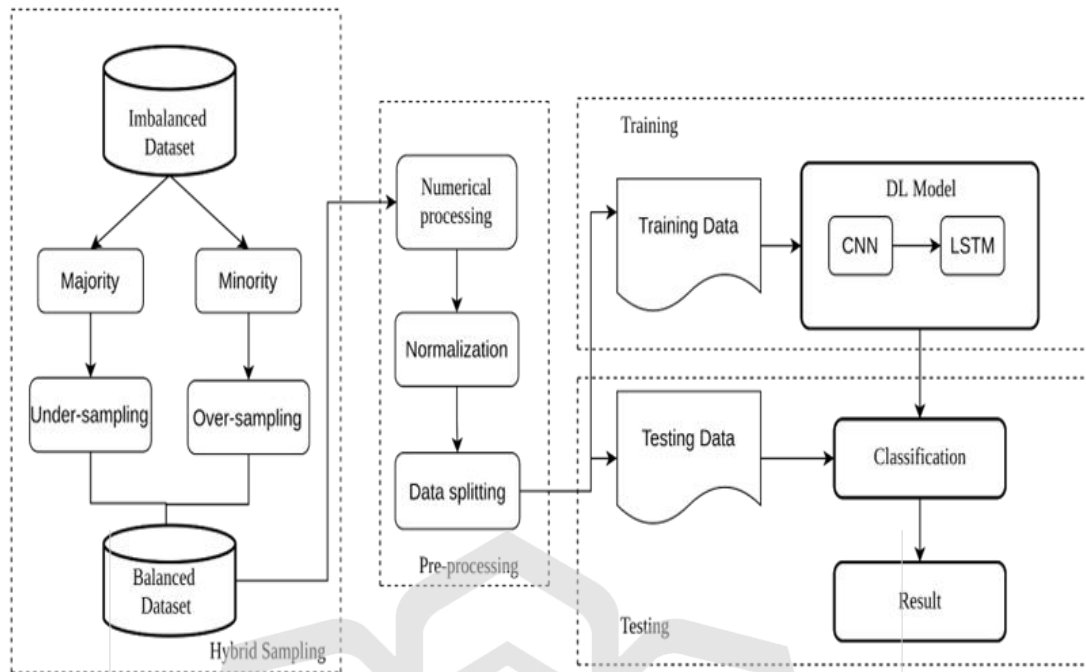 Imbalanced
Dataset
Majority
Minority
Under-sampling
Over-sampling
Balanced
Dataset
Hybrid Sampling
Numerical
processing
Normalization
Data splitting
Pre-processing
Training
Training Data
DL Model
CNN
LSTM
Testing Data
Classification
Result
Testing